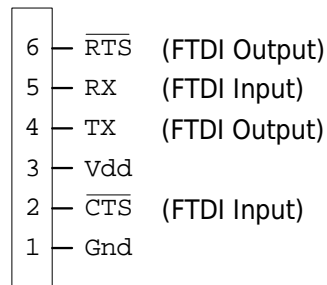 6 RTS (FTDI Output)
5 RX (FTDI Input)
4 TX (FTDI Output)
3 Vdd
2 CTS (FTDI Input)
1 Gnd